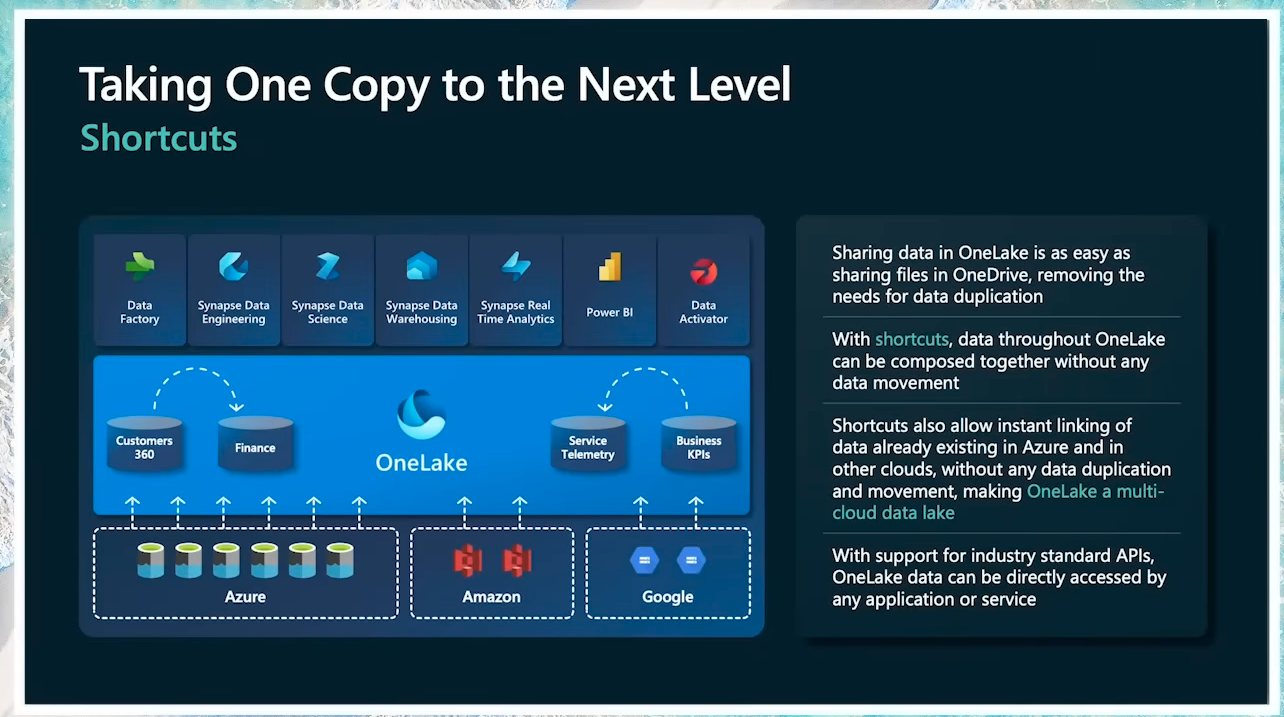 Taking One Copy to the Next Level
Shortcuts
Data
Factory
Synapse Data
Engineering
Synapse Data
Science
Synapse Data
Warehousing
Synapse Real
Time Analytics
Power BI
Data
Activator
Customers
360
Finance
OneLake
Service
Telemetry
Business
KPIs
Azure
Amazon
Google
Sharing data in OneLake is as easy as
sharing files in OneDrive, removing the
needs for data duplication
With shortcuts, data throughout OneLake
can be composed together without any
data movement
Shortcuts also allow instant linking of
data already existing in Azure and in
other clouds, without any data duplication
and movement, making OneLake a multi-
cloud data lake
With support for industry standard APIs,
OneLake data can be directly accessed by
any application or service